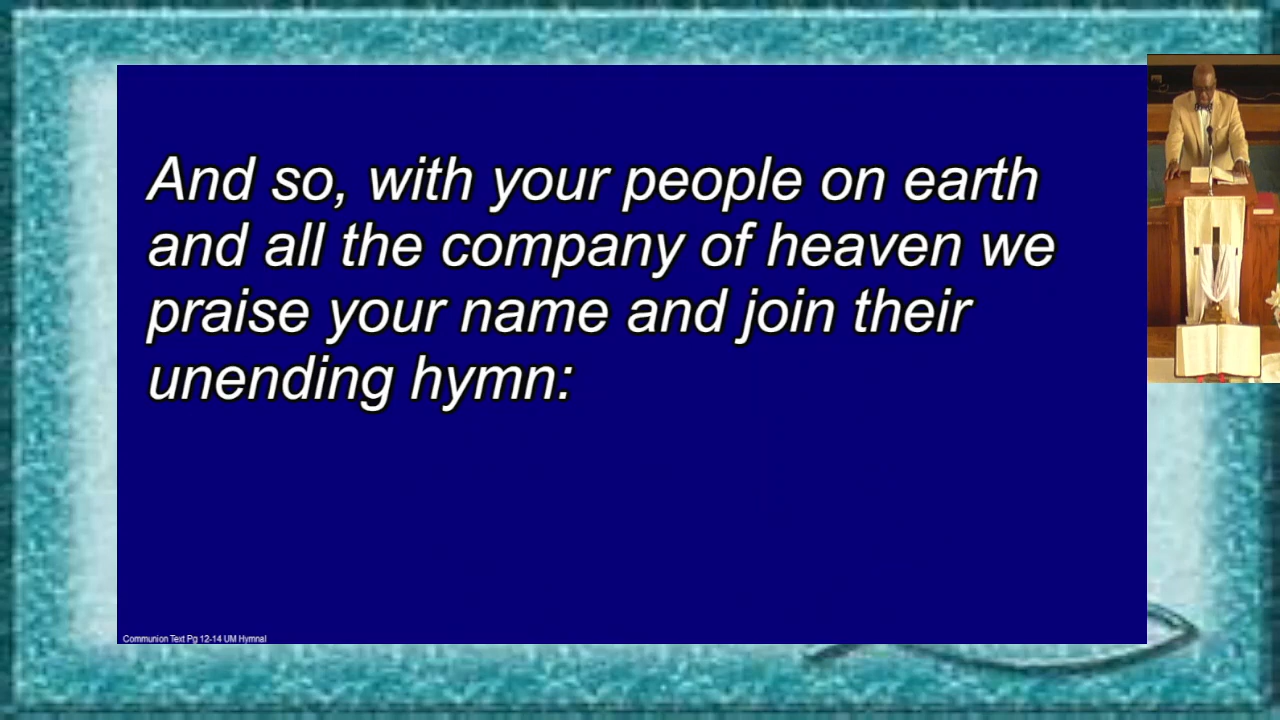 And so, with your people on earth
and all the company of heaven we
praise your name and join their
unending hymn:
Communion Text Pg 12-14 UM Hymnal